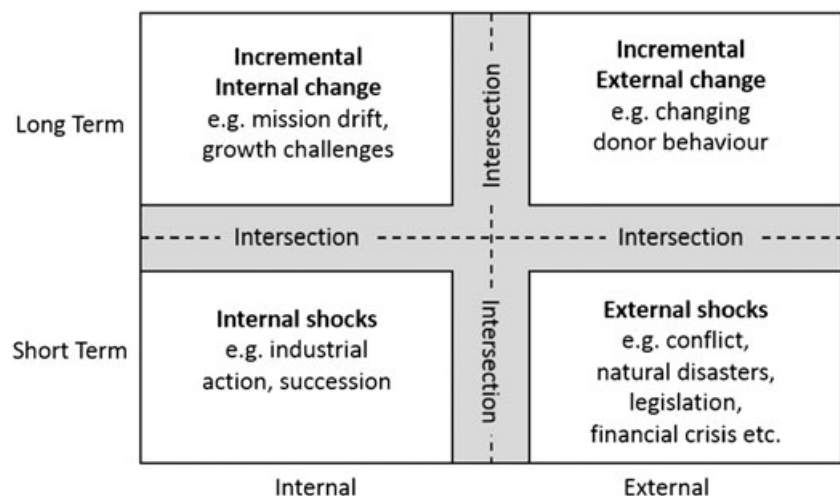 Incremental
Internal change
e.g. mission drift,
growth challenges
Intersection
Incremental
External change
e.g. changing
donor behaviour
Long Term
Intersection
Intersection
Internal shocks
e.g. industrial
action, succession
Intersection
External shocks
e.g. conflict,
natural disasters,
legislation,
financial crisis etc.
Short Term
Internal
External